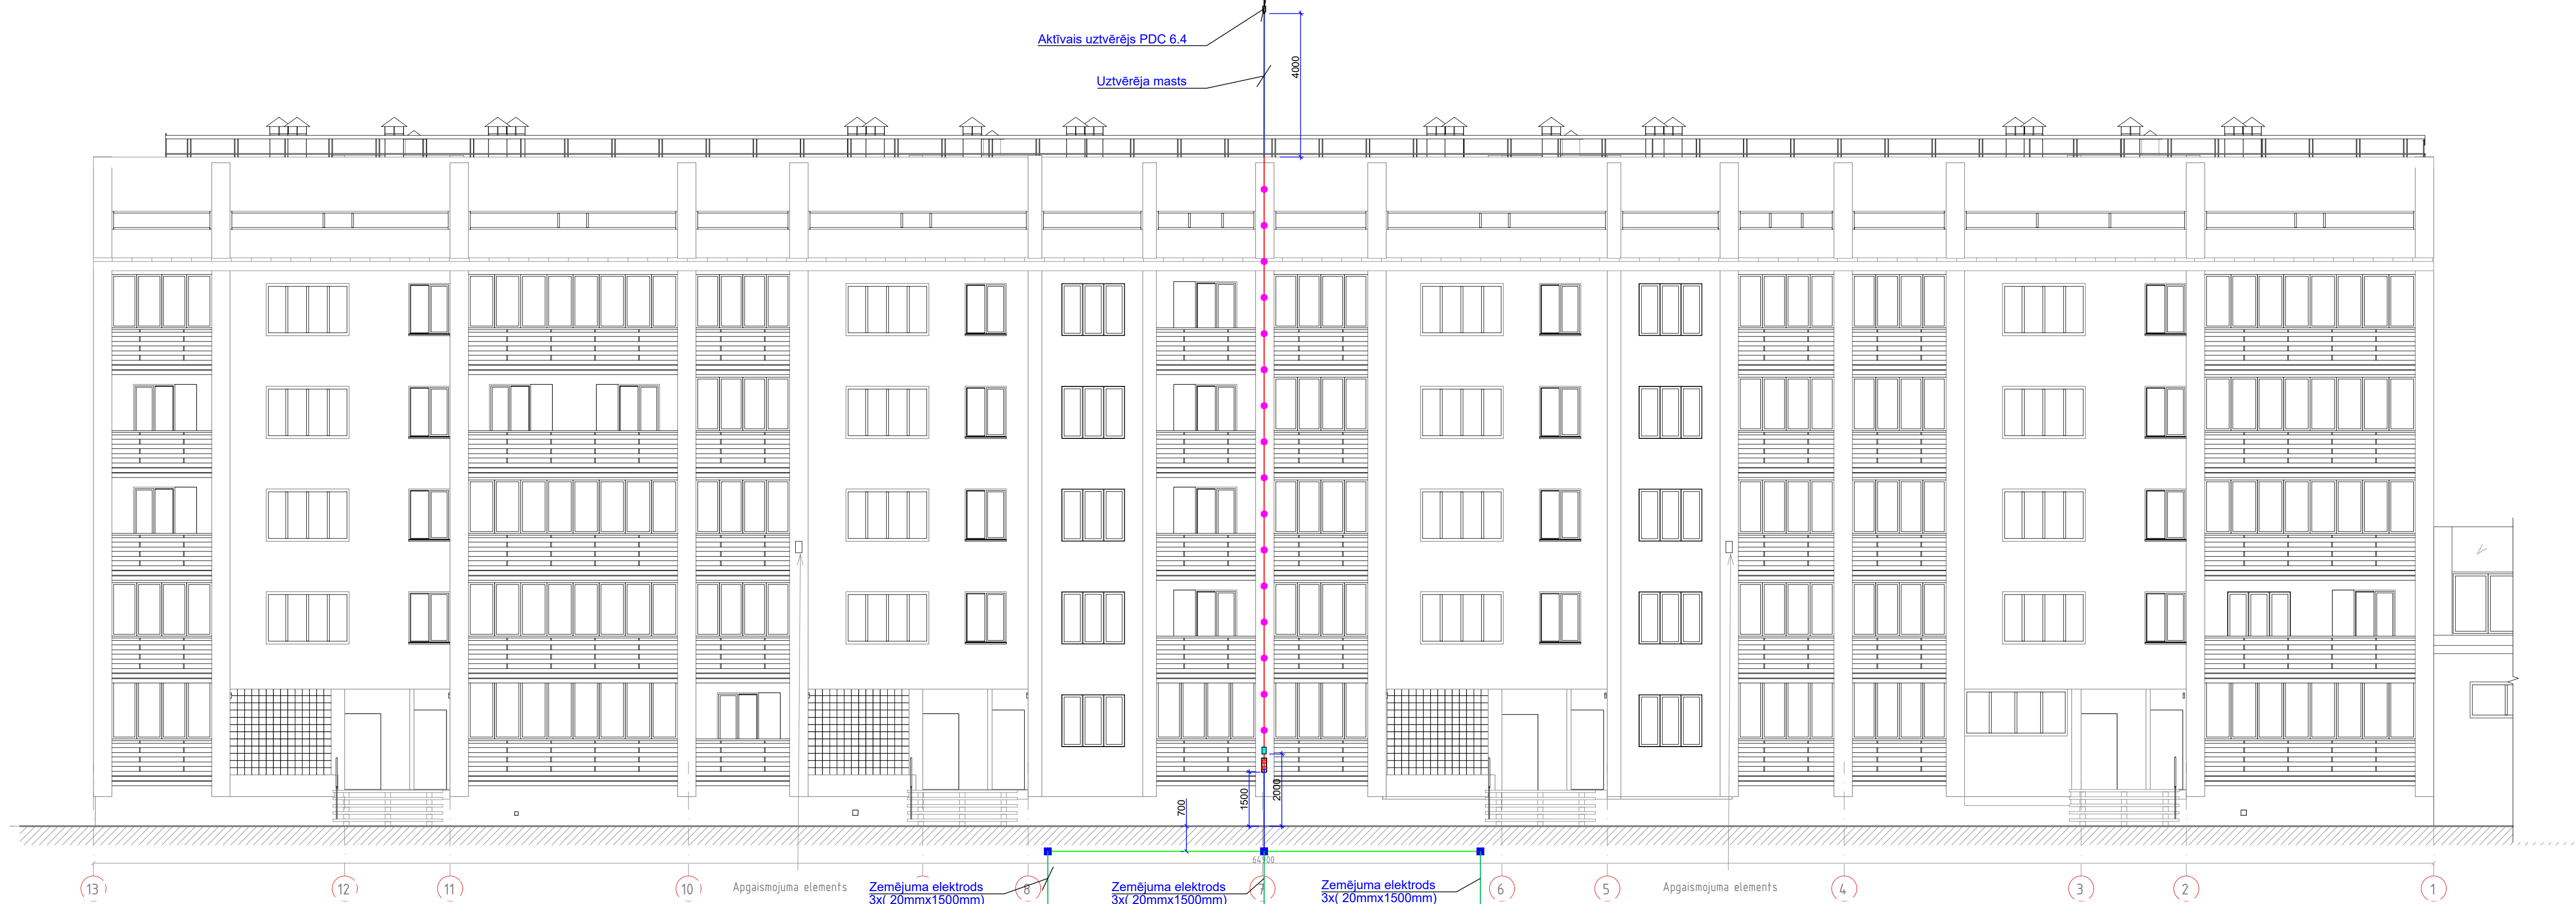 Aktīvais uztvērējs PDC 6.4
Uztvērēja masts
4000
700
1500
2000
64900
13
12
11
10
Apgaismojuma elements
Zemējuma elektrods
3x( 20mmx1500mm)
8
Zemējuma elektrods
3x( 20mmx1500mm)
7
Zemējuma elektrods
3x( 20mmx1500mm)
6
5
Apgaismojuma elements
4
3
2
1